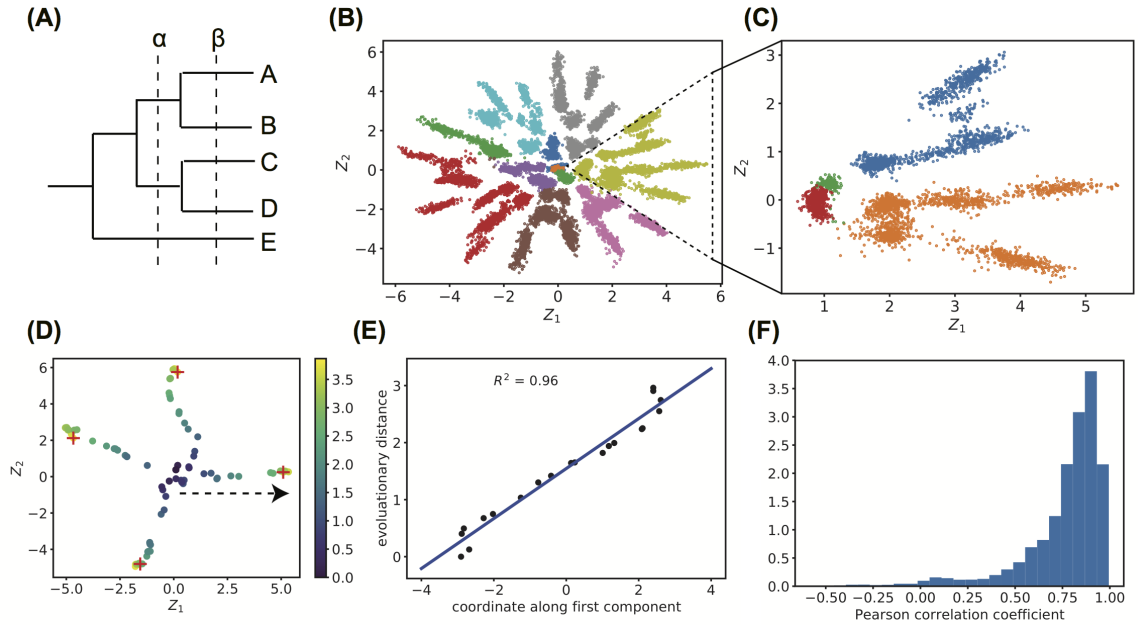 (A)
α
β
A
B
C
D
E
(B)
Z2
6
4
2
0
−2
−4
−6
−4
−2
0
2
4
6
Z1
(C)
Z2
3
2
1
0
−1
1
2
3
4
5
Z1
(D)
Z2
6
4
2
0
−2
−4
−5.0
−2.5
0.0
2.5
5.0
Z1
3.5
3.0
2.5
2.0
1.5
1.0
0.5
0.0
(E)
R² = 0.96
evoluationary distance
3
2
1
0
−4
−2
0
2
4
coordinate along first component
(F)
4.0
3.5
3.0
2.5
2.0
1.5
1.0
0.5
0.0
−0.50
−0.25
0.00
0.25
0.50
0.75
1.00
Pearson correlation coefficient